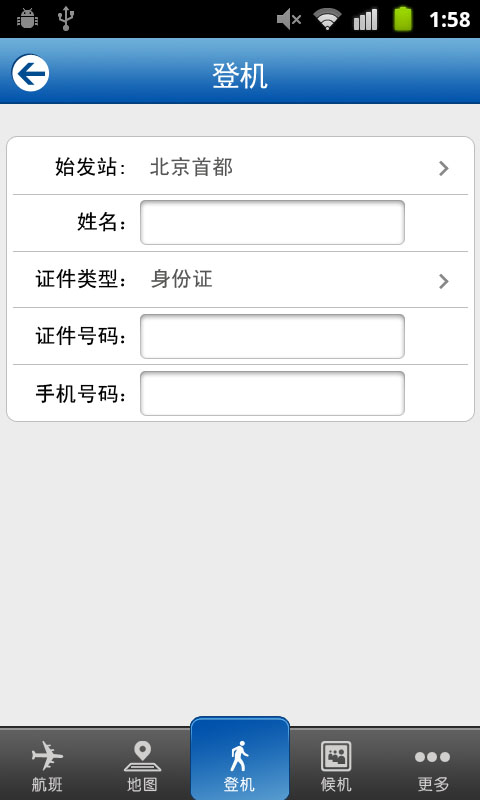 1:58
登机
始发站： 北京首都
姓名：
证件类型： 身份证
证件号码：
手机号码：
航班 地图 登机 候机 更多